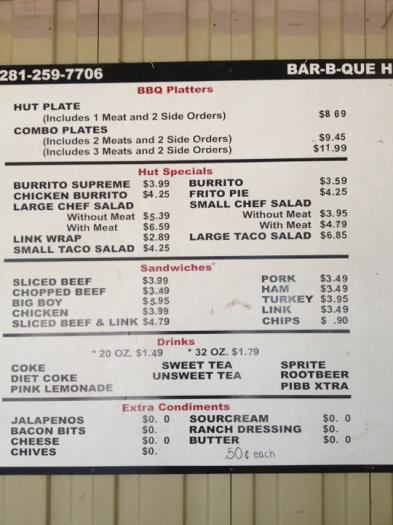 281-259-7706 BAR-B-QUE H
BBQ Platters
HUT PLATE
(Includes 1 Meat and 2 Side Orders) $8 69
COMBO PLATES
(Includes 2 Meats and 2 Side Orders) $9.45
(Includes 3 Meats and 2 Side Orders) $11.99
Hut Specials
BURRITO SUPREME $3.99 BURRITO $3.59
CHICKEN BURRITO $4.25 FRITO PIE $4.25
LARGE CHEF SALAD SMALL CHEF SALAD
Without Meat $5.39 Without Meat $3.95
With Meat $6.59 With Meat $4.79
LINK WRAP $2.89 LARGE TACO SALAD $6.85
SMALL TACO SALAD $4.25
Sandwiches
SLICED BEEF $3.99 PORK $3.49
CHOPPED BEEF $3.49 HAM $3.49
BIG BOY $5.95 TURKEY $3.95
CHICKEN $3.99 LINK $3.49
SLICED BEEF & LINK $4.79 CHIPS $ .90
Drinks
* 20 OZ. $1.49 * 32 OZ. $1.79
COKE SWEET TEA SPRITE
DIET COKE UNSWEET TEA ROOTBEER
PINK LEMONADE PIBB XTRA
Extra Condiments
JALAPENOS $0. 0 SOURCREAM $0. 0
BACON BITS $0. RANCH DRESSING $0.
CHEESE $0. 0 BUTTER $0. 0
CHIVES $0. .50¢ each